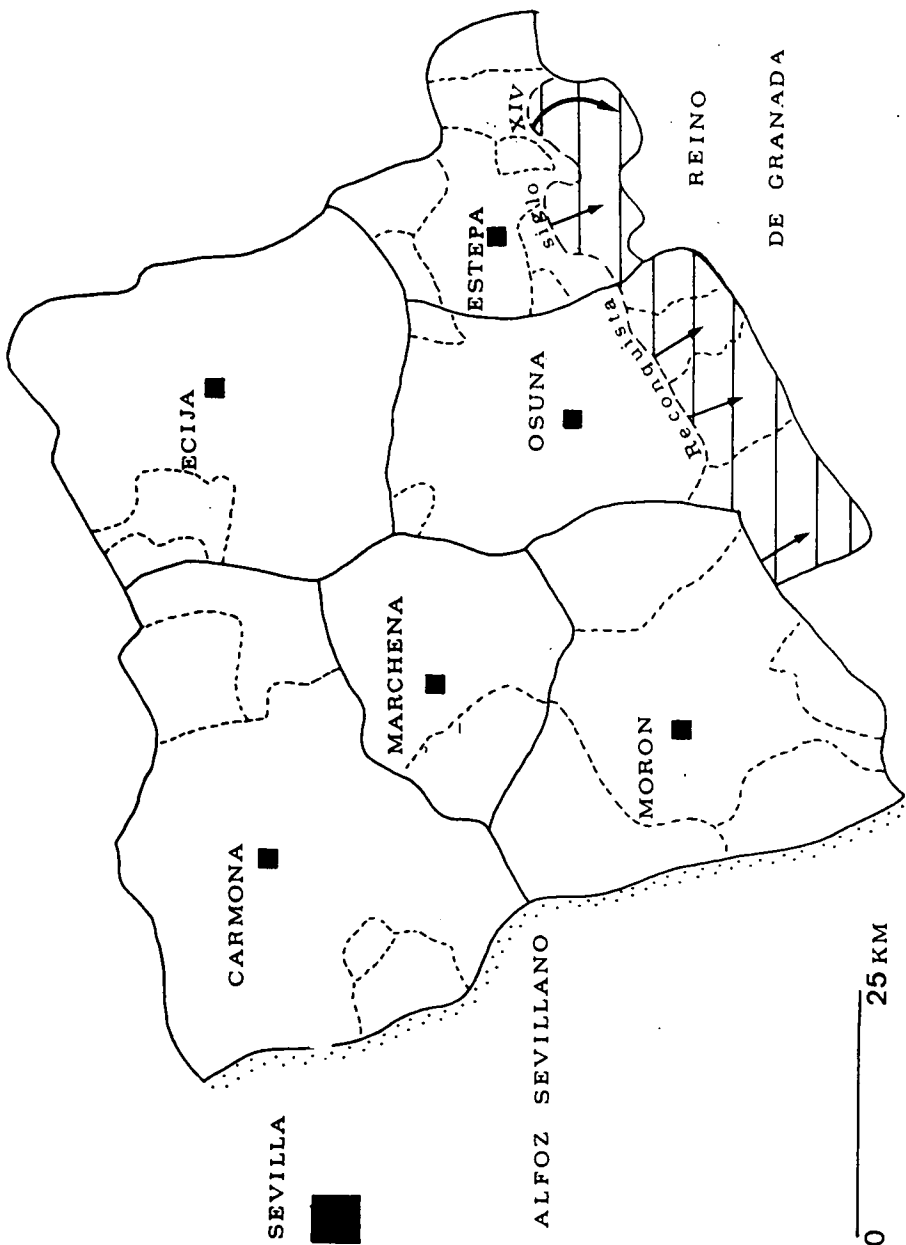 SEVILLA
ALFOZ SEVILLANO
0 25 KM
CARMONA
MARCHENA
MORON
ECIJA
OSUNA
ESTEPA
Reconquista siglo XIV
REINO
DE GRANADA